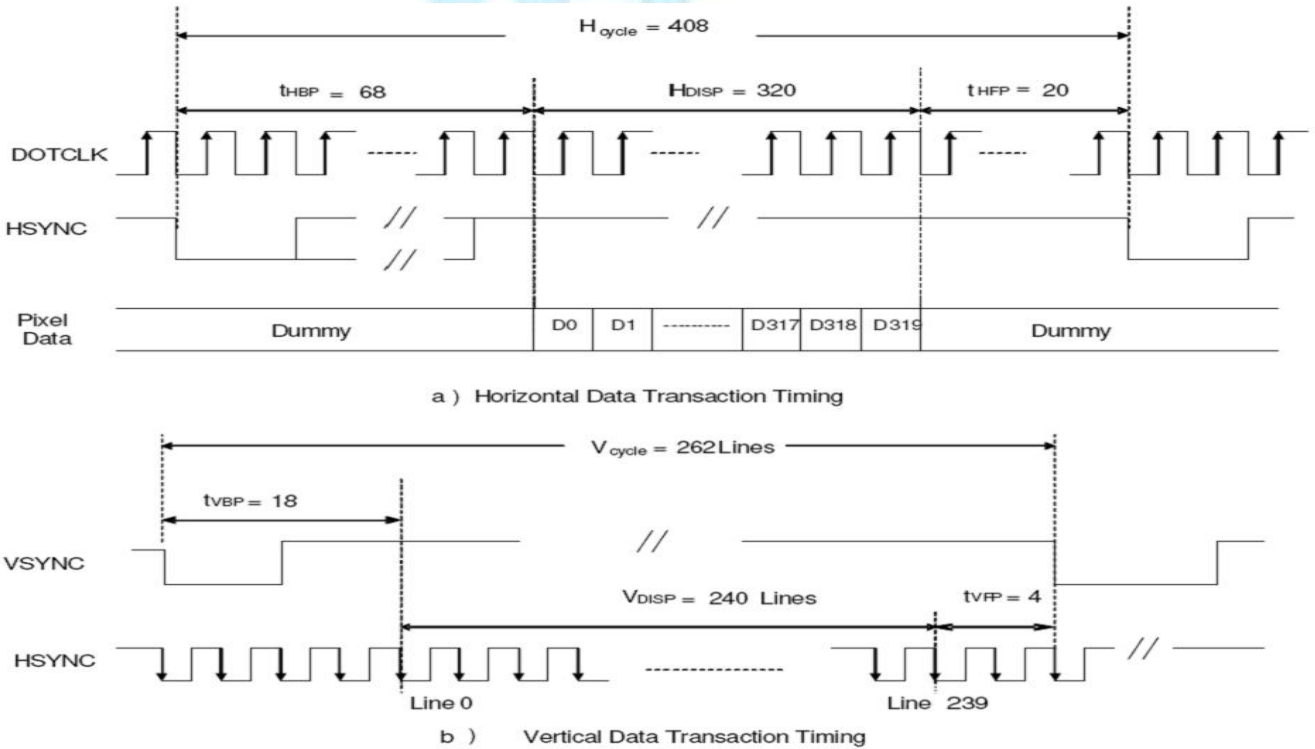 H cycle = 408
tHBP = 68
HDISP = 320
t HFP = 20
DOTCLK
HSYNC
Pixel
Data
Dummy
D0
D1
D317
D318
D319
Dummy
a ) Horizontal Data Transaction Timing
V cycle = 262 Lines
tVBP = 18
VSYNC
VDISP = 240 Lines
tVFP = 4
HSYNC
Line 0
Line 239
b ) Vertical Data Transaction Timing